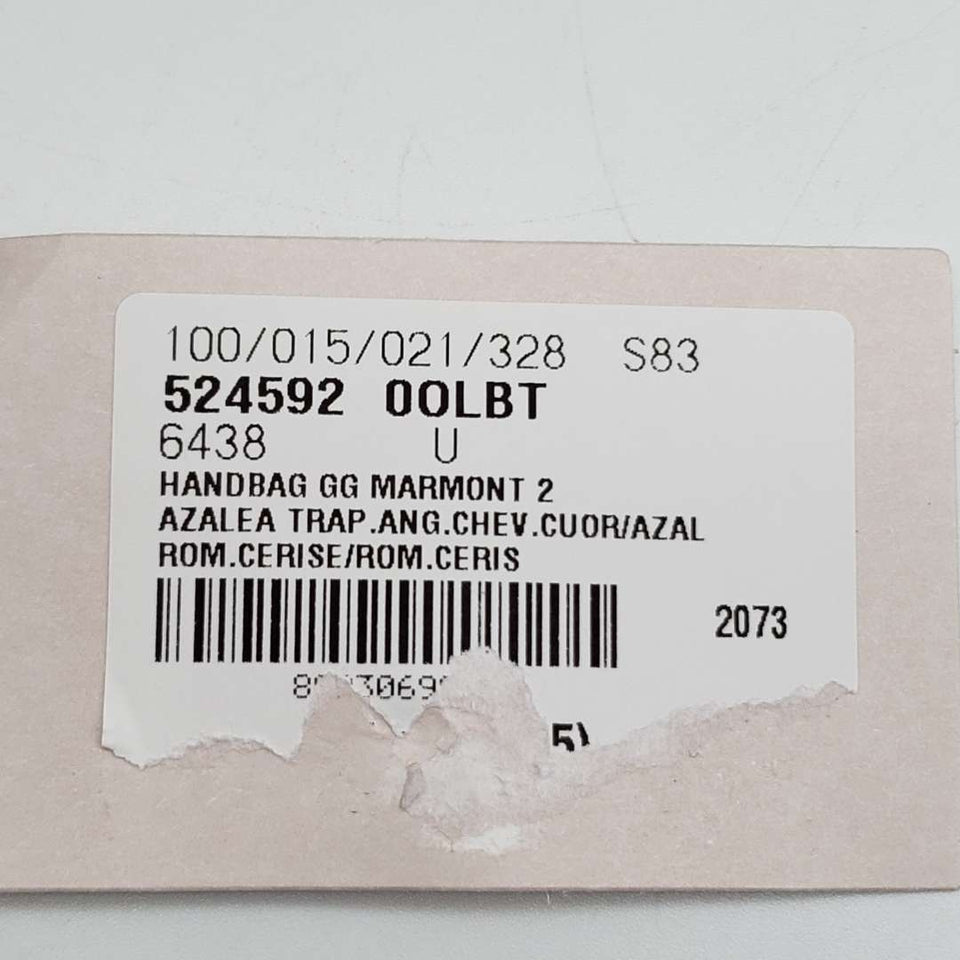 100/015/021/328 S83
524592 0OLBT
6438 U
HANDBAG GG MARMONT 2
AZALEA TRAP.ANG.CHEV.CUOR/AZAL
ROM.CERISE/ROM.CERIS
2073